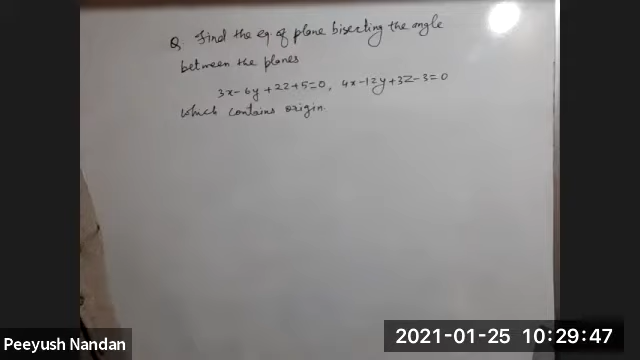 Q. Find the eq of plane bisecting the angle
between the planes
3x-6y+2z+5=0, 4x-12y+3z-3=0
which contains origin.
Peeyush Nandan
2021-01-25 10:29:47